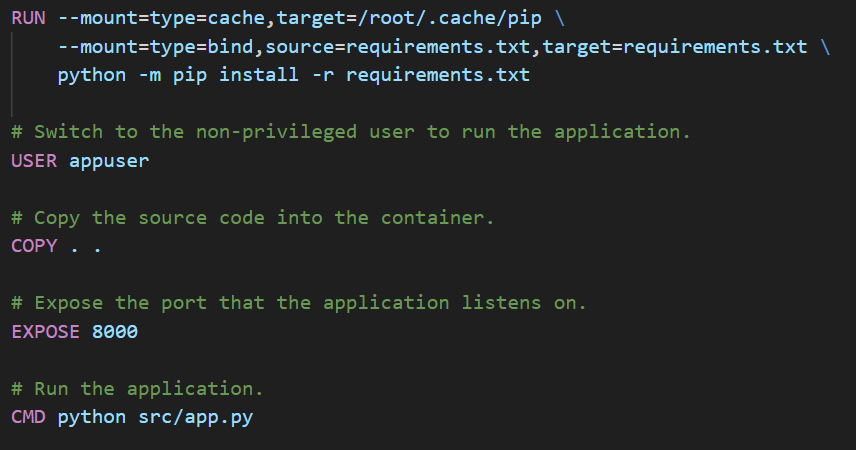 RUN --mount=type=cache,target=/root/.cache/pip \
    --mount=type=bind,source=requirements.txt,target=requirements.txt \
    python -m pip install -r requirements.txt
# Switch to the non-privileged user to run the application.
USER appuser
# Copy the source code into the container.
COPY . .
# Expose the port that the application listens on.
EXPOSE 8000
# Run the application.
CMD python src/app.py